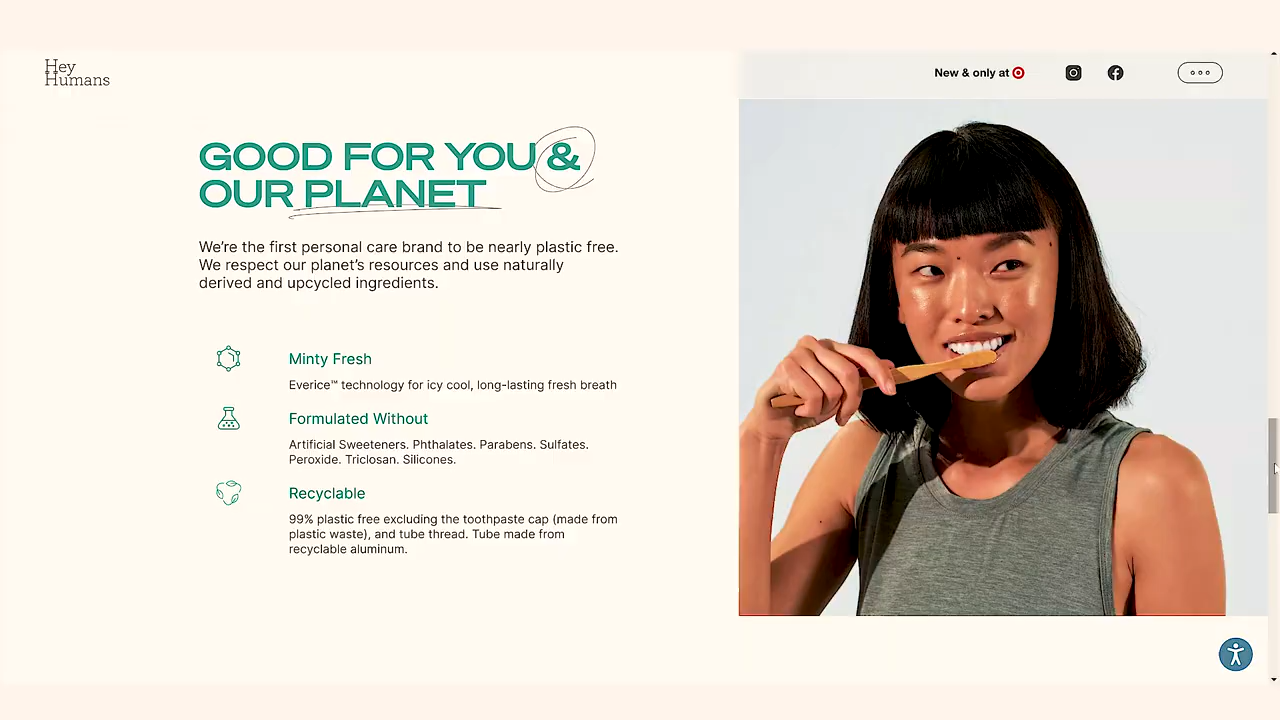 Hey
Humans
New & only at
GOOD FOR YOU &
OUR PLANET
We’re the first personal care brand to be nearly plastic free.
We respect our planet’s resources and use naturally
derived and upcycled ingredients.
Minty Fresh
Everice™ technology for icy cool, long-lasting fresh breath
Formulated Without
Artificial Sweeteners. Phthalates. Parabens. Sulfates.
Peroxide. Triclosan. Silicones.
Recyclable
99% plastic free excluding the toothpaste cap (made from
plastic waste), and tube thread. Tube made from
recyclable aluminum.